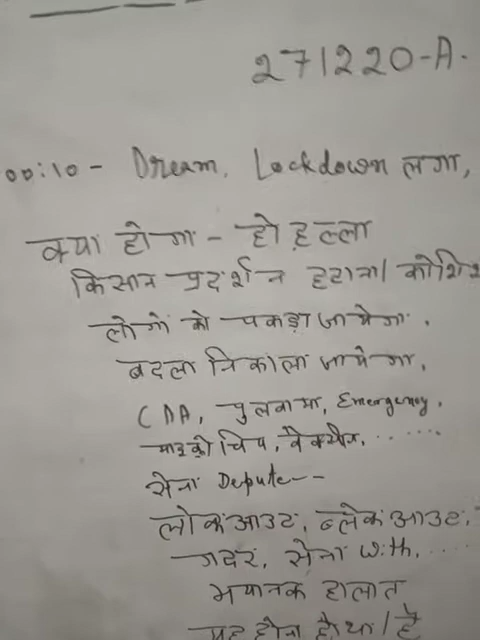 271220-A.
00:10 - Dream, Lockdown लगा,
क्या होगा - हो हल्ला
किसान प्रदर्शन हटाना/ कोशिश
लोगों को पकड़ा जायेगा.
बदला निकाला जायेगा,
CAA, पुलवामा, Emergency,
माइक्रो चिप, वैक्सीन, ......
सेना Depute--
लोकआउट, ब्लेकआउट,
गदर, सेना with, ....
भयानक हालात
यह होना हो था/है